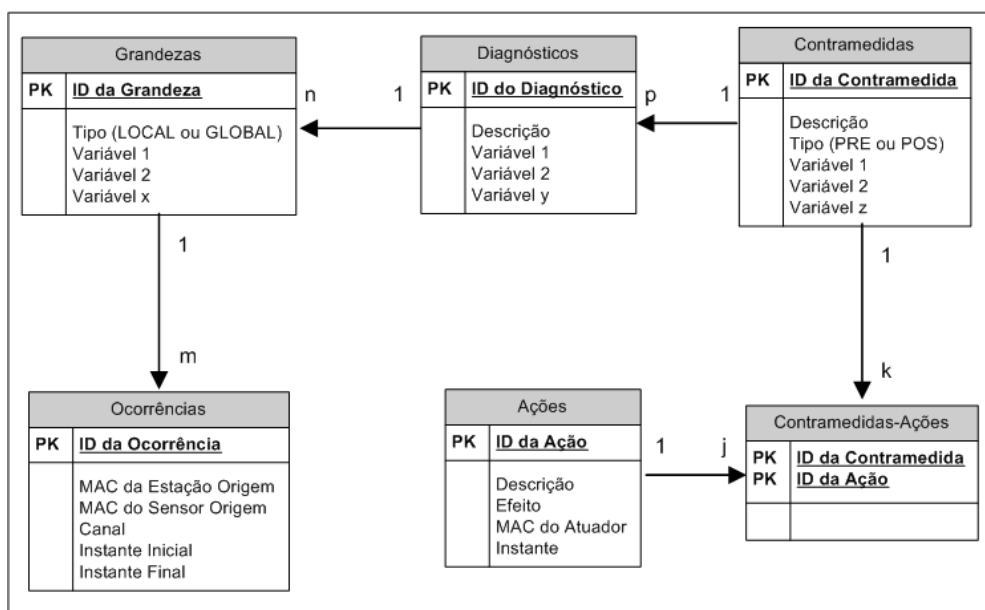 Grandezas
PK ID da Grandeza
Tipo (LOCAL ou GLOBAL)
Variável 1
Variável 2
Variável x
n
1
Diagnósticos
PK ID do Diagnóstico
Descrição
Variável 1
Variável 2
Variável y
p
1
Contramedidas
PK ID da Contramedida
Descrição
Tipo (PRE ou POS)
Variável 1
Variável 2
Variável z
1
m
1
k
Ocorrências
PK ID da Ocorrência
MAC da Estação Origem
MAC do Sensor Origem
Canal
Instante Inicial
Instante Final
Ações
PK ID da Ação
Descrição
Efeito
MAC do Atuador
Instante
1
j
Contramedidas-Ações
PK ID da Contramedida
PK ID da Ação